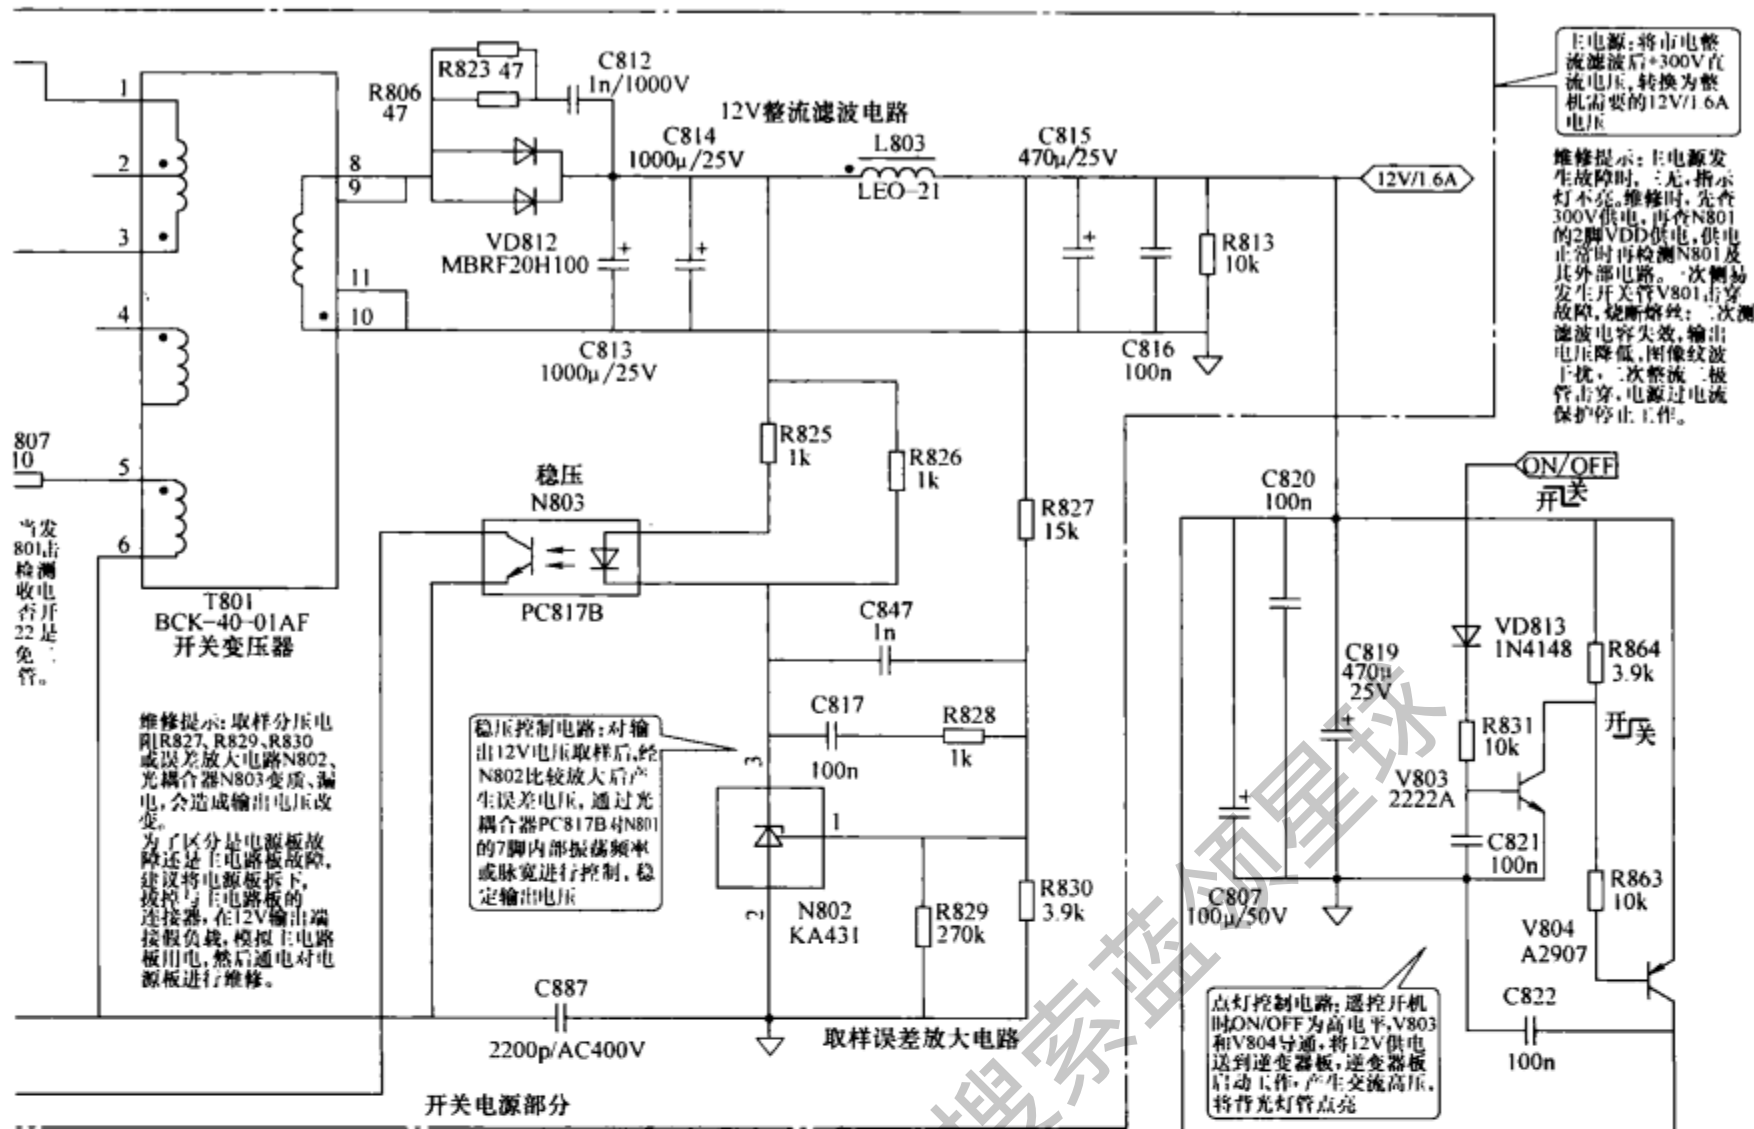 R823 47
C812
1n/1000V
R806
47
12V整流滤波电路
C814
1000μ/25V
L803
LEO-21
C815
470μ/25V
12V/1.6A
主电源:将市电整
流滤波后+300V直
流电压,转换为整
机需要的12V/1.6A
电压
维修提示:主电源发
生故障时,三无,指示
灯不亮。维修时,先查
300V供电,再查N801
的2脚VDD供电,供电
正常时再检测N801及
其外部电路。一次侧易
发生开关管V801击穿
故障,烧断熔丝;二次测
滤波电容失效,输出
电压降低,图像纹波
干扰,二次整流二极
管击穿,电源过电流
保护停止工作。
1
2
3
4
5
6
8
9
11
10
VD812
MBRF20H100
R813
10k
C813
1000μ/25V
C816
100n
807
10
T801
BCK-40-01AF
开关变压器
稳压
N803
PC817B
R825
1k
R826
1k
R827
15k
C820
100n
ON/OFF
开
关
当发
801击
检测
收电
否开
22是
免二
管。
C847
1n
C819
470μ
25V
VD813
1N4148
R864
3.9k
维修提示:取样分压电
阻R827、R829、R830
或误差放大电路N802、
光耦合器N803变质、漏
电,会造成输出电压改
变。
为了区分是电源板故
障还是主电路板故障,
建议将电源板拆下,
拔掉与主电路板的
连接器,在12V输出端
接假负载,模拟主电路
板用电,然后通电对电
源板进行维修。
稳压控制电路:对输
出12V电压取样后,经
N802比较放大后产
生误差电压,通过光
耦合器PC817B对N801
的7脚内部振荡频率
或脉宽进行控制,稳
定输出电压
C817
100n
R828
1k
3
1
2
N802
KA431
R829
270k
R830
3.9k
R831
10k
开
关
V803
2222A
C821
100n
C807
100μ/50V
R863
10k
V804
A2907
C822
100n
C887
2200p/AC400V
取样误差放大电路
点灯控制电路:遥控开机
时ON/OFF为高电平,V803
和V804导通,将12V供电
送到逆变器板,逆变器板
启动工作,产生交流高压,
将背光灯管点亮
开关电源部分
搜索蓝领星球